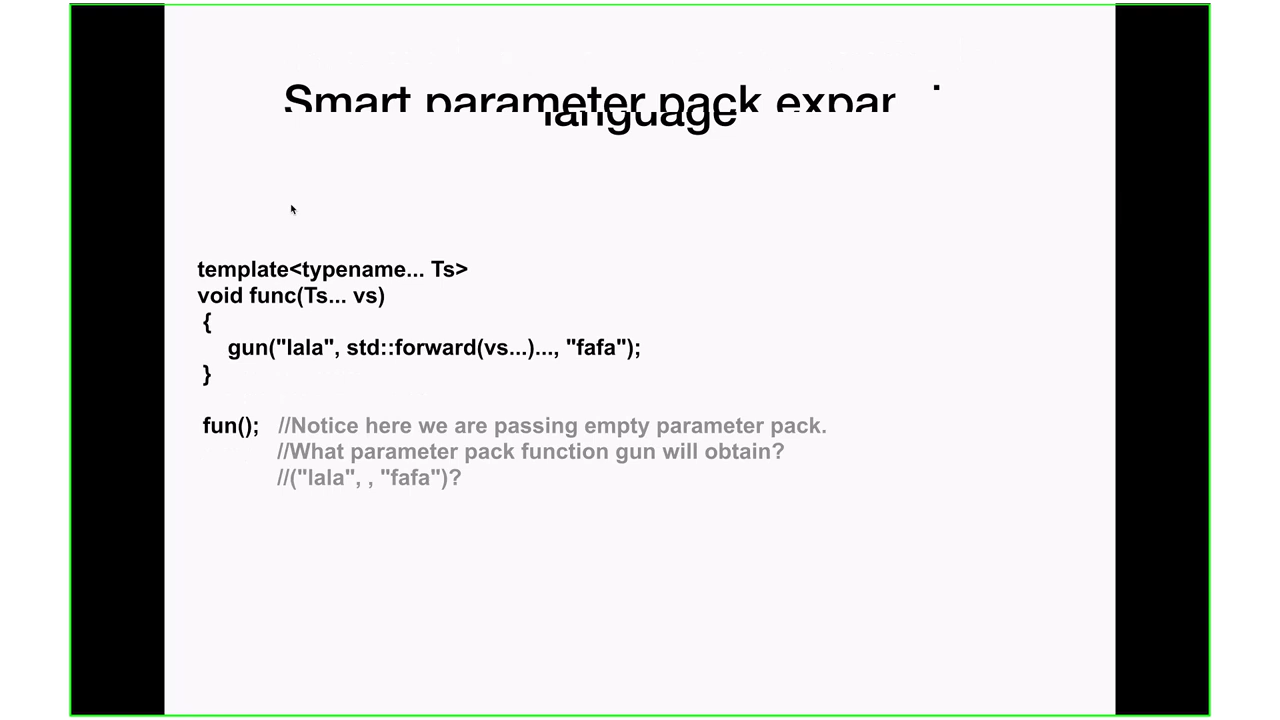 Smart parameter pack
language
template<typename... Ts>
void func(Ts... vs)
{
gun("lala", std::forward(vs...)..., "fafa");
}
fun(); //Notice here we are passing empty parameter pack.
//What parameter pack function gun will obtain?
//("lala", , "fafa")?